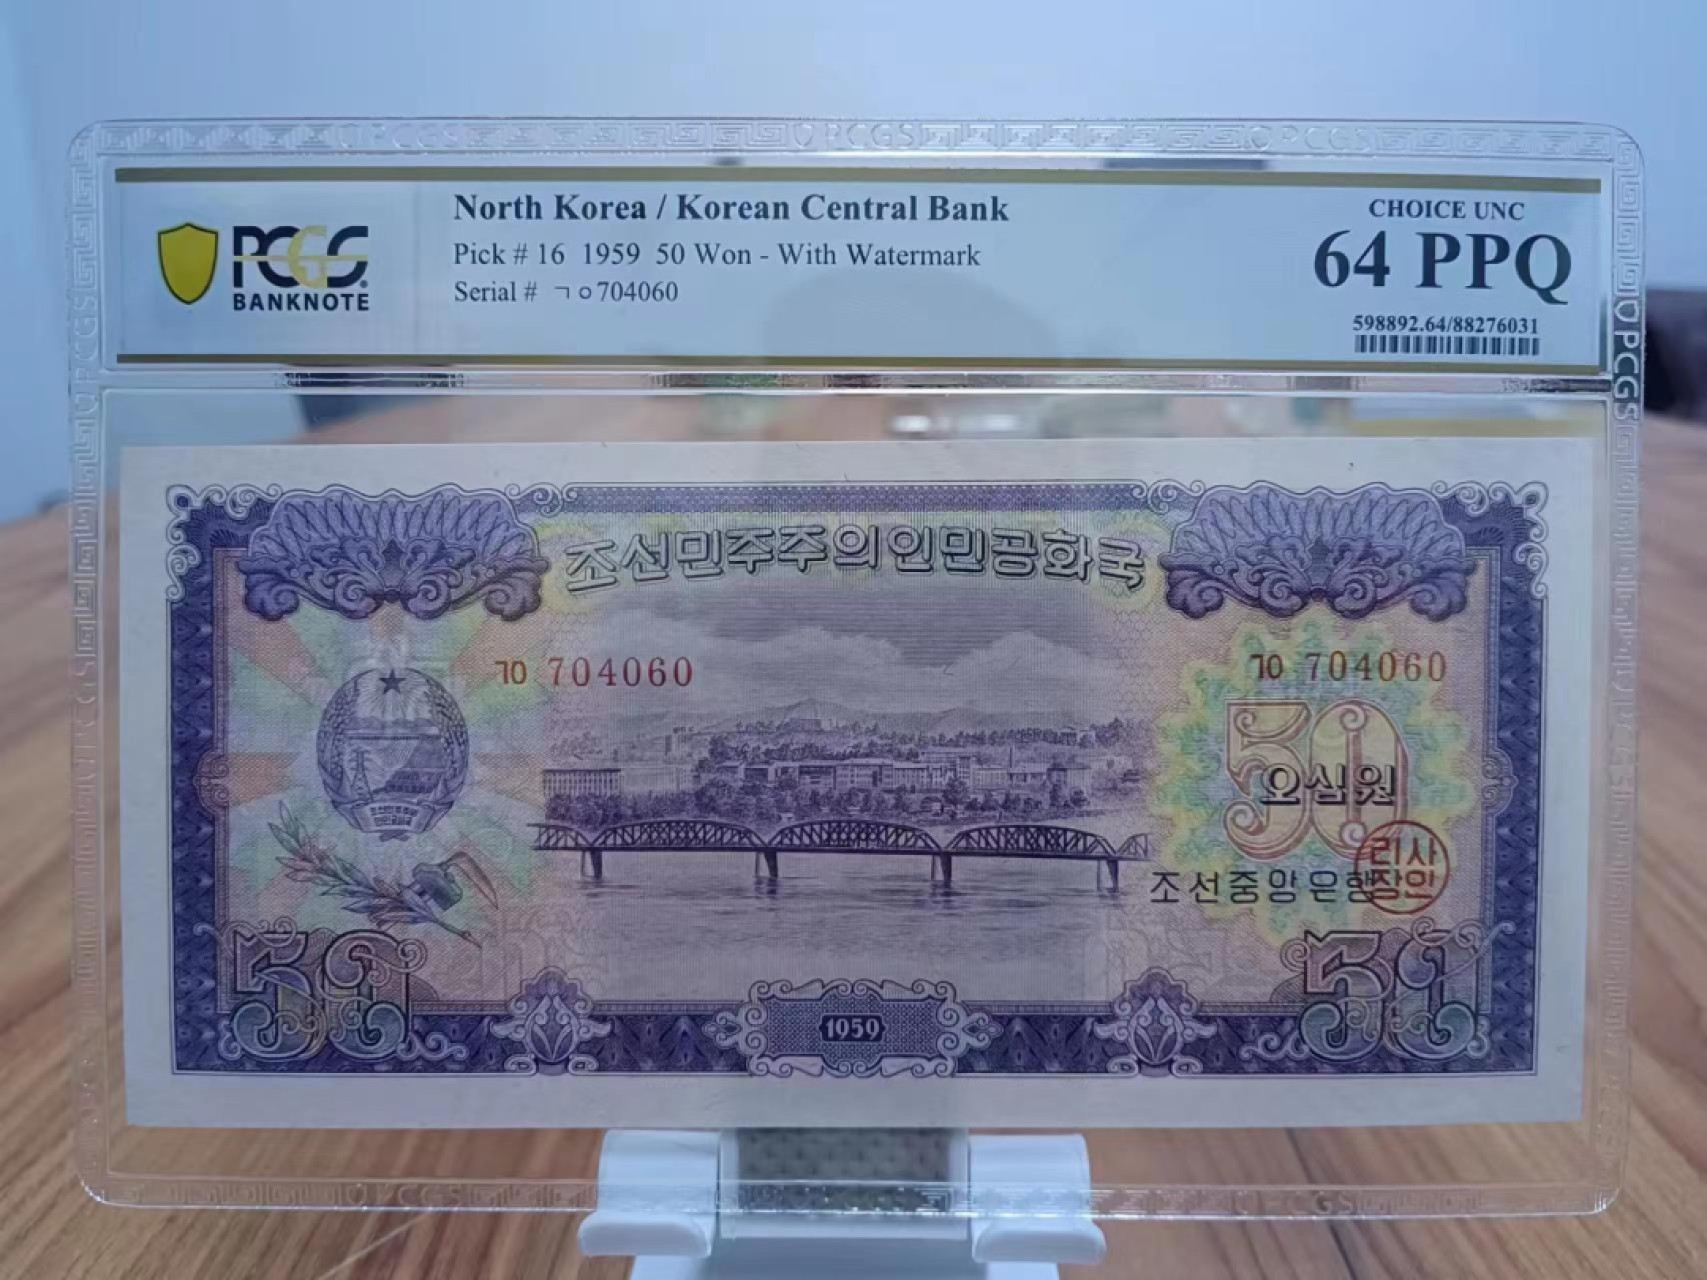 North Korea / Korean Central Bank
Pick # 16 1959 50 Won - With Watermark
Serial # ㄱㅇ704060
PCGS
BANKNOTE
CHOICE UNC
64 PPQ
598892.64/88276031
조선민주주의인민공화국
ㄱㅇ 704060
ㄱㅇ 704060
50
오십원
조선중앙은행
리사
장인
50
50
1959